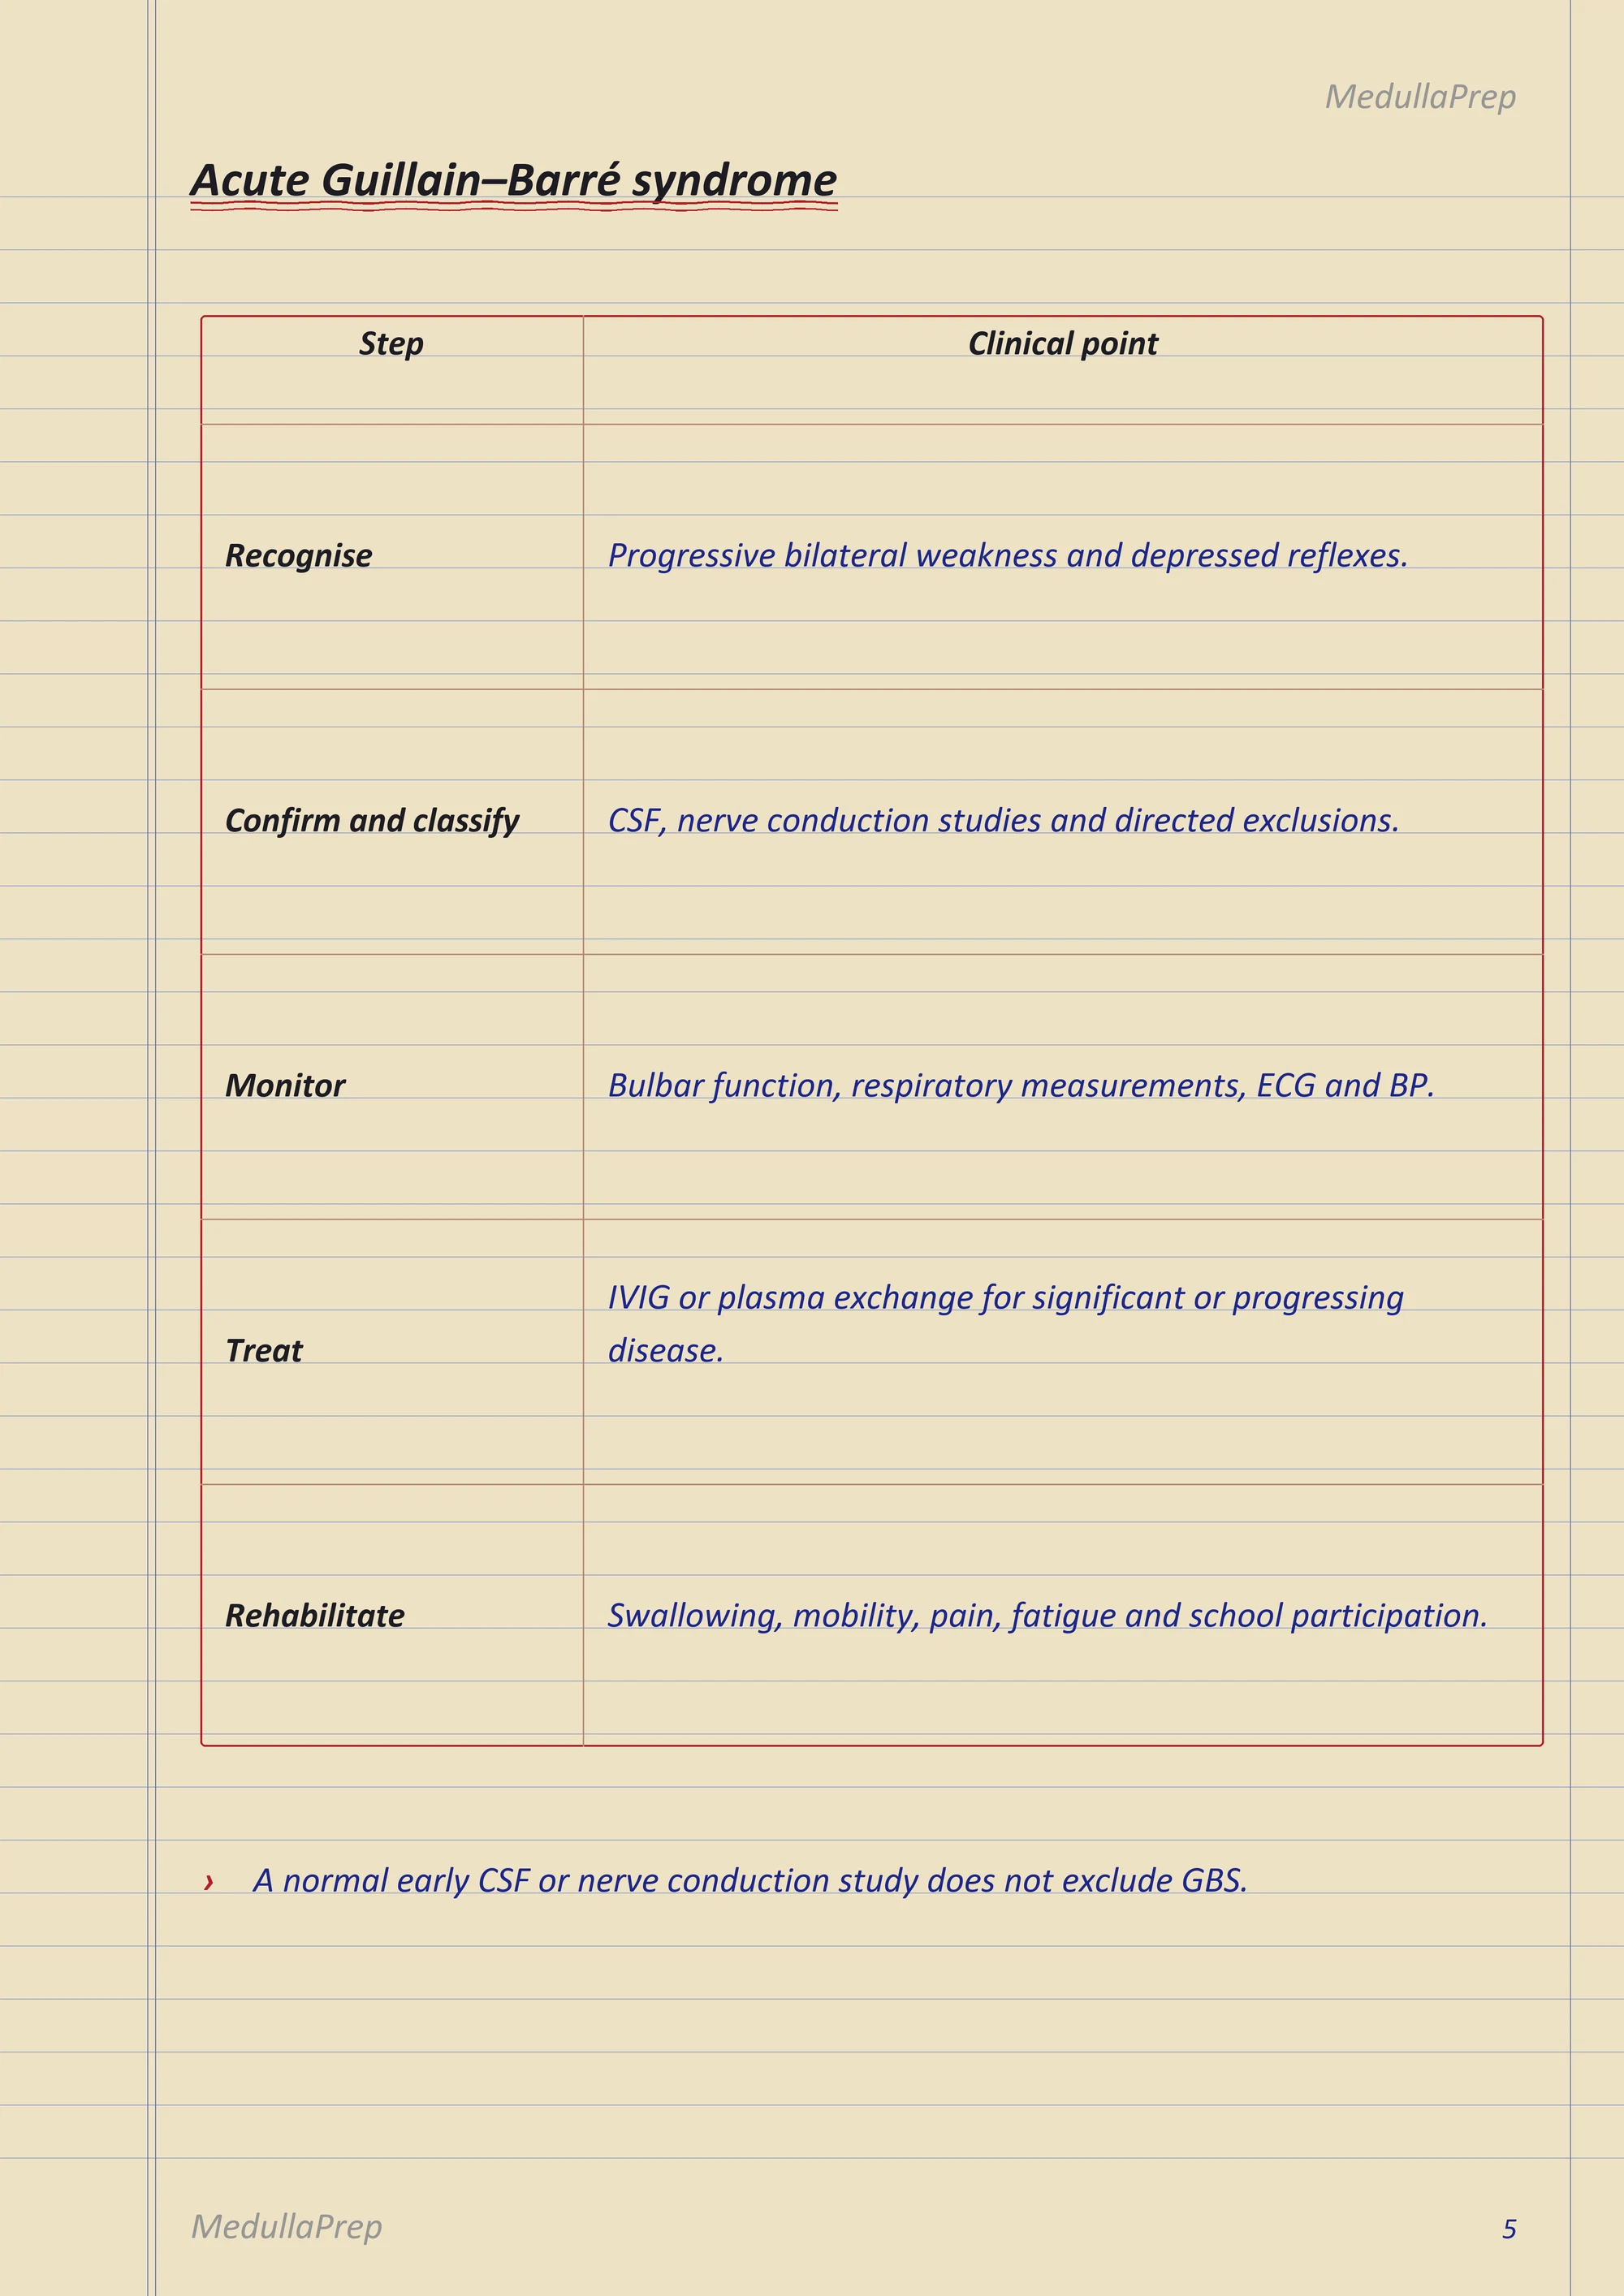 MedullaPrep
Acute Guillain–Barré syndrome
Step Clinical point
Recognise Progressive bilateral weakness and depressed reflexes.
Confirm and classify CSF, nerve conduction studies and directed exclusions.
Monitor Bulbar function, respiratory measurements, ECG and BP.
IVIG or plasma exchange for significant or progressing
Treat disease.
Rehabilitate Swallowing, mobility, pain, fatigue and school participation.
› A normal early CSF or nerve conduction study does not exclude GBS.
MedullaPrep 5